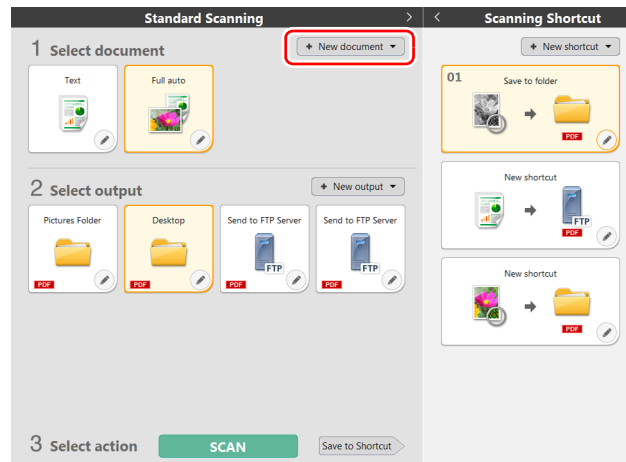 Standard Scanning >
< Scanning Shortcut
1 Select document
+ New document ▼
Text
Full auto
2 Select output
+ New output ▼
Pictures Folder
Desktop
Send to FTP Server
Send to FTP Server
PDF
PDF
FTP
PDF
FTP
PDF
3 Select action
SCAN
Save to Shortcut
+ New shortcut ▼
01
Save to folder
PDF
New shortcut
FTP
PDF
New shortcut
PDF